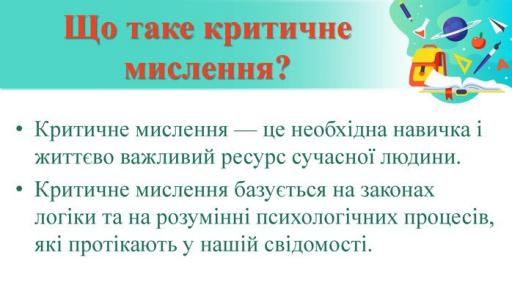 Що таке критичне
мислення?
• Критичне мислення — це необхідна навичка і
життєво важливий ресурс сучасної людини.
• Критичне мислення базується на законах
логіки та на розумінні психологічних процесів,
які протікають у нашій свідомості.